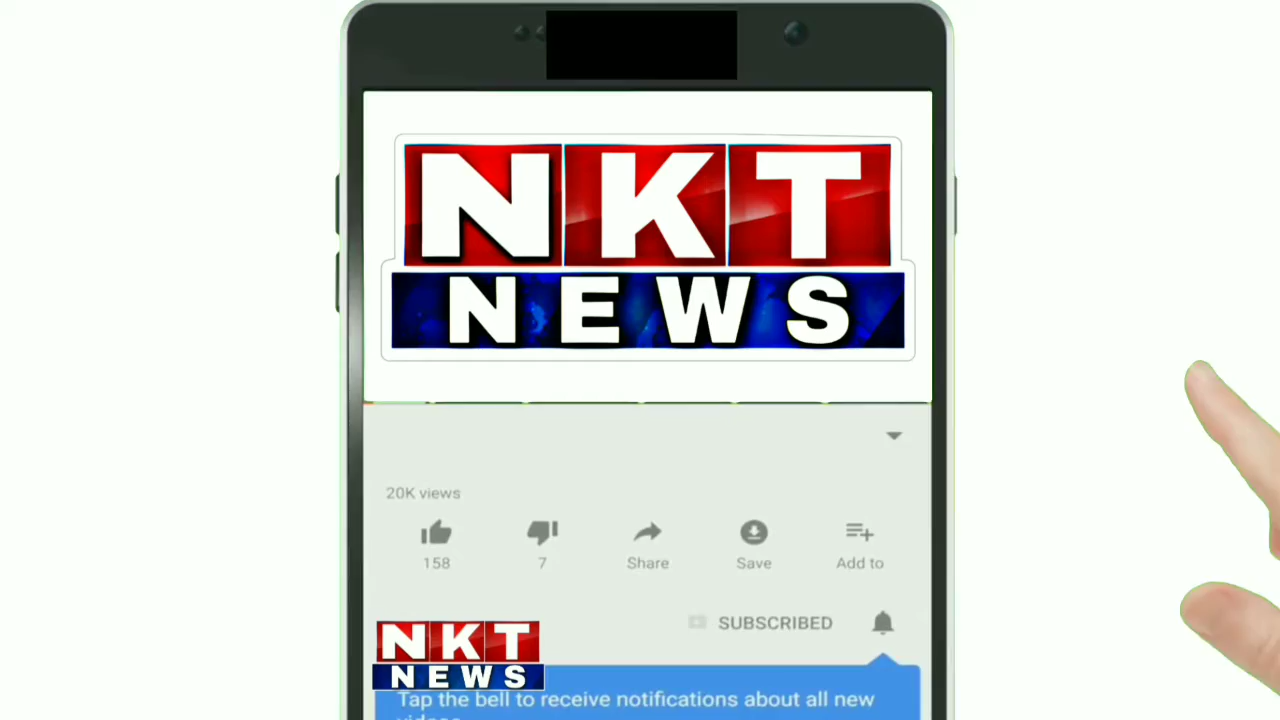 NKT
NEWS
20K views
158
7
Share
Save
Add to
SUBSCRIBED
NKT
NEWS
Tap the bell to receive notifications about all new
videos